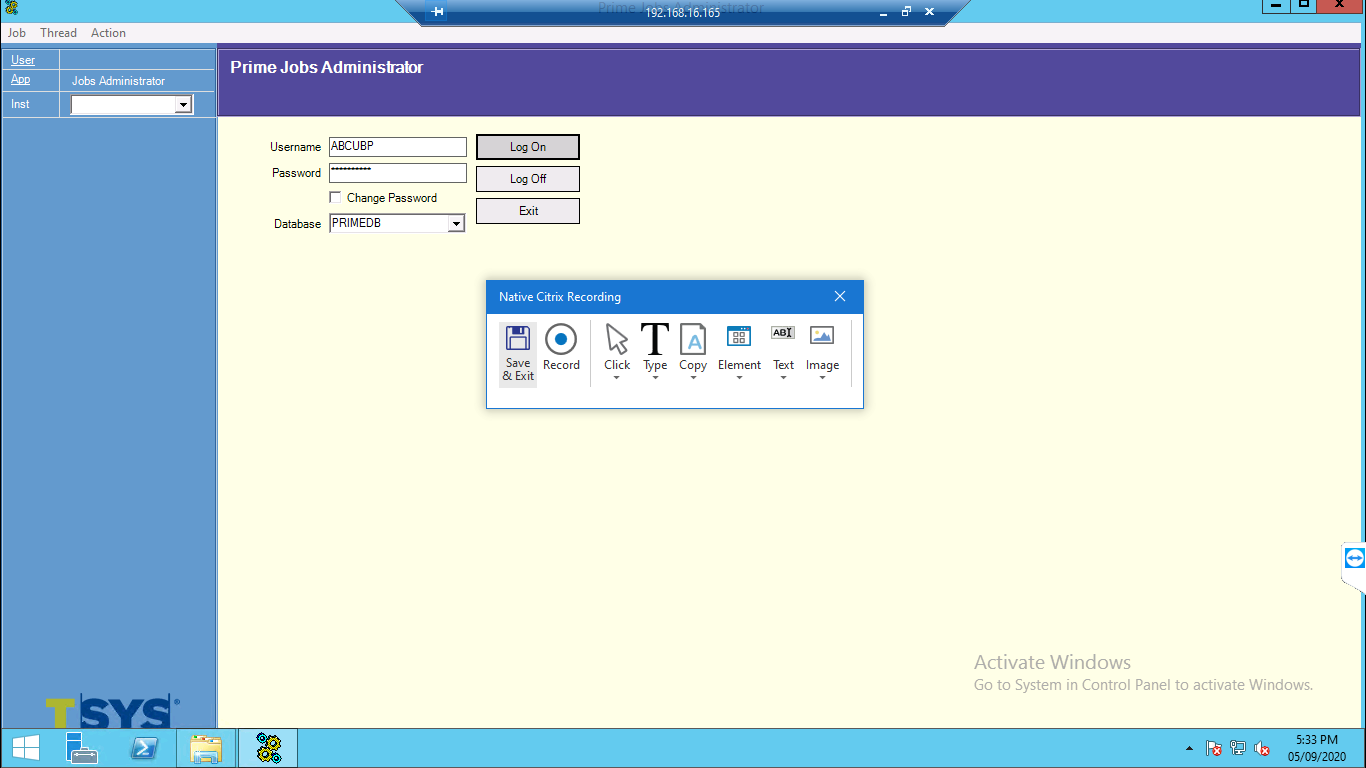 Prime Jobs Administrator
192.168.16.165
Job Thread Action
User
App Jobs Administrator
Inst
Prime Jobs Administrator
Username ABCUBP Log On
Password ********** Log Off
Change Password
Exit
Database PRIMEDB
Native Citrix Recording
Save & Exit Record Click Type Copy Element Text Image
T A ABI
Activate Windows
Go to System in Control Panel to activate Windows.
TSYS®
5:33 PM
05/09/2020